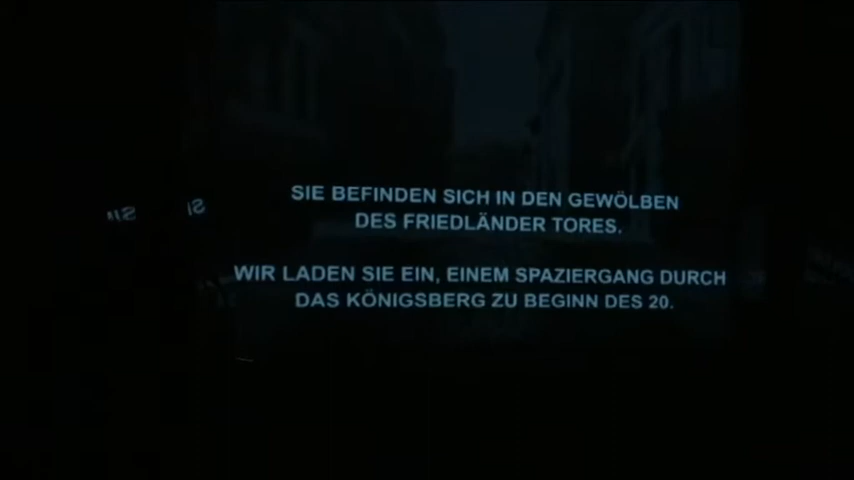 SIE BEFINDEN SICH IN DEN GEWÖLBEN
DES FRIEDLÄNDER TORES.
WIR LADEN SIE EIN, EINEM SPAZIERGANG DURCH
DAS KÖNIGSBERG ZU BEGINN DES 20.